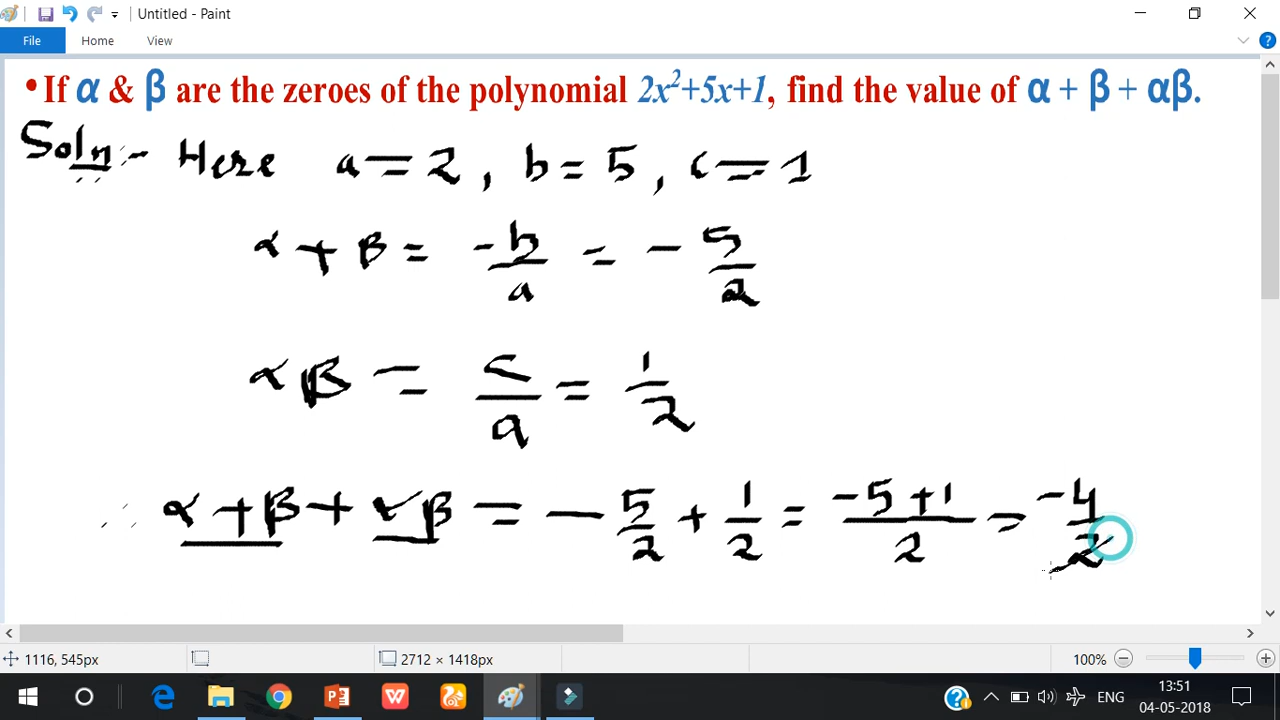 Untitled - Paint
File Home View
•If α & β are the zeroes of the polynomial 2x²+5x+1, find the value of α + β + αβ.
Soln:- Here a=2, b=5, c=1
α+β = -b/a = -5/2
αβ = c/a = 1/2
∴ α+β+αβ = -5/2 + 1/2 = -5+1/2 = -4/2
1116, 545px 2712 × 1418px 100%
ENG 13:51
04-05-2018